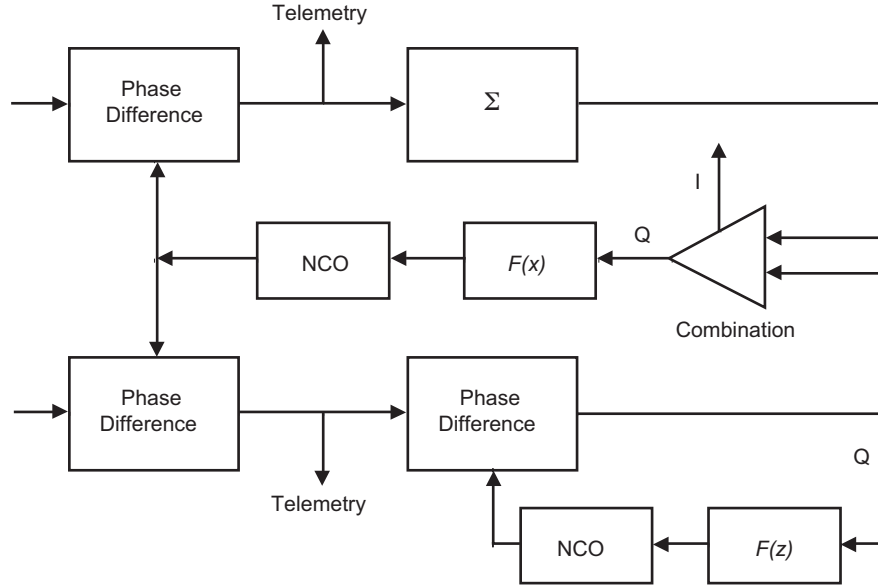 Telemetry
Phase
Difference
Σ
I
NCO
F(x)
Q
Combination
Phase
Difference
Phase
Difference
Q
Telemetry
NCO
F(z)